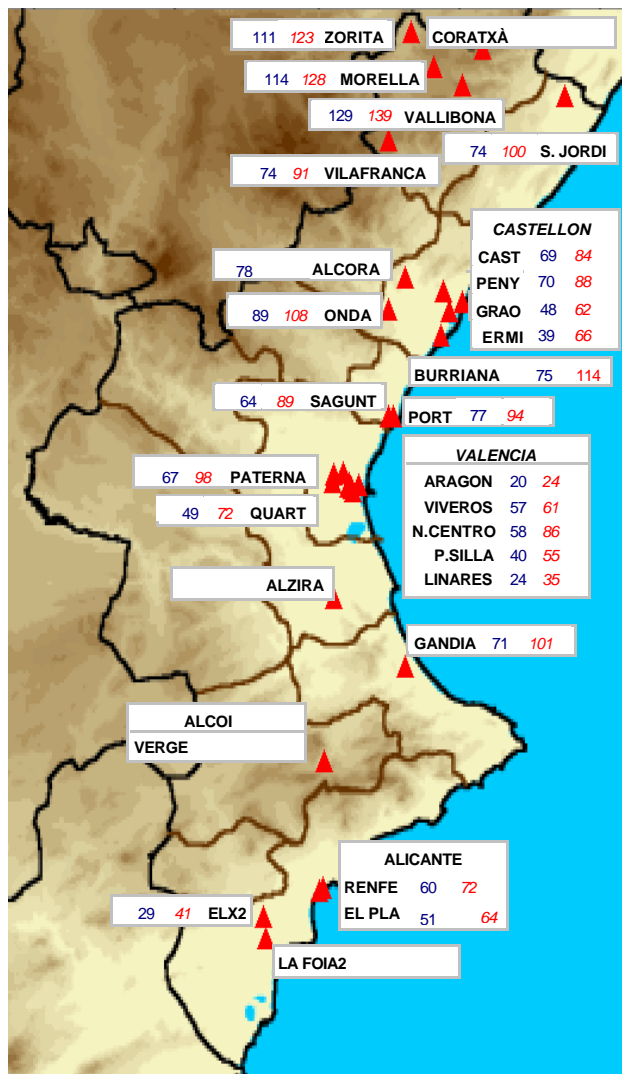 111 123 ZORITA
CORATXÀ
114 128 MORELLA
129 139 VALLIBONA
74 100 S. JORDI
74 91 VILAFRANCA
CASTELLON
CAST 69 84
PENY 70 88
GRAO 48 62
ERMI 39 66
78 ALCORA
89 108 ONDA
BURRIANA 75 114
64 89 SAGUNT
PORT 77 94
VALENCIA
ARAGON 20 24
VIVEROS 57 61
N.CENTRO 58 86
P.SILLA 40 55
LINARES 24 35
67 98 PATERNA
49 72 QUART
ALZIRA
GANDIA 71 101
ALCOI
VERGE
ALICANTE
RENFE 60 72
EL PLA 51 64
29 41 ELX2
LA FOIA2